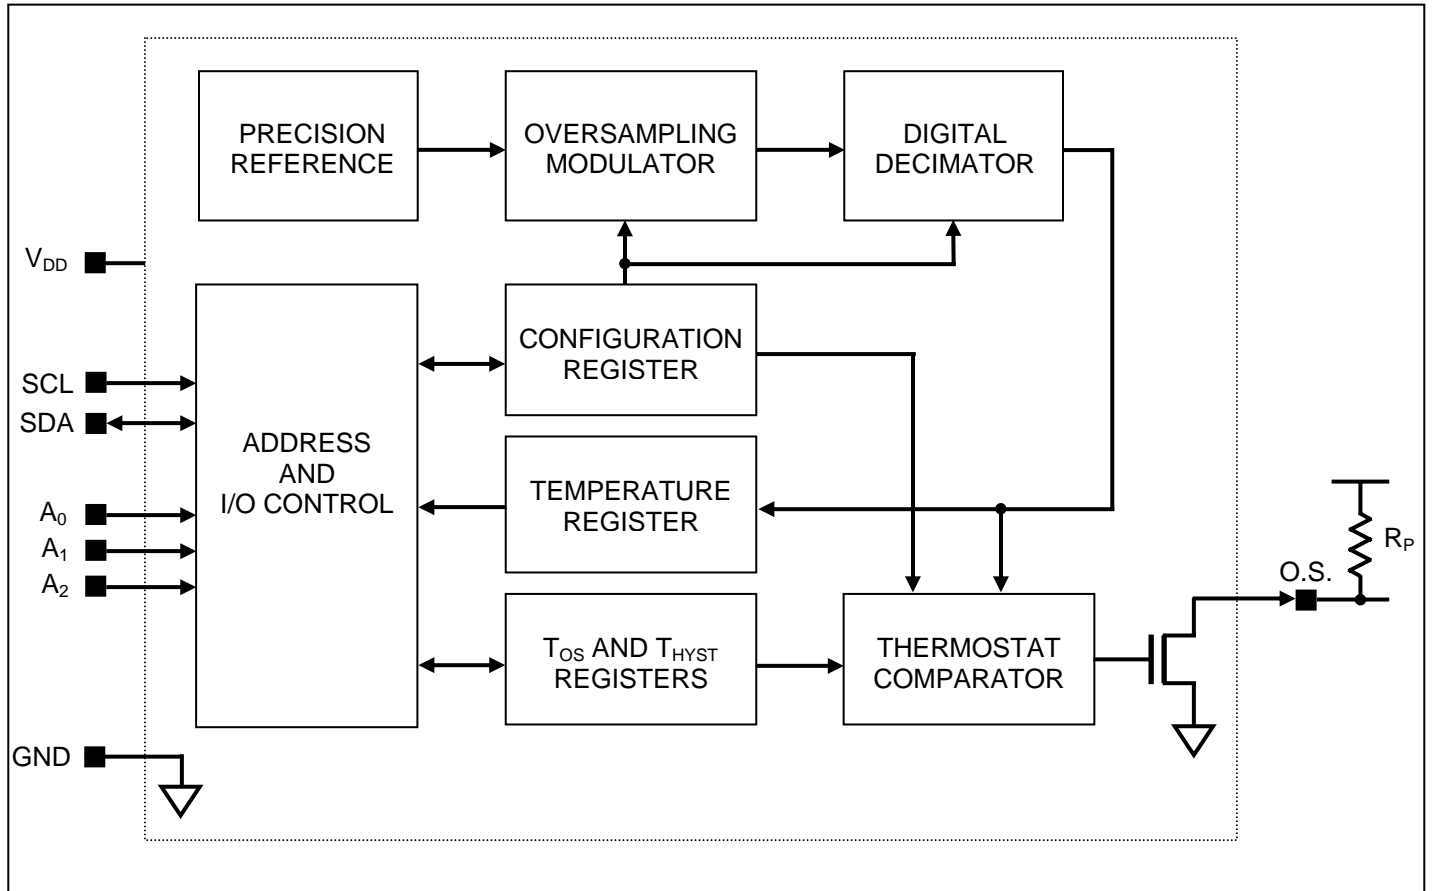 PRECISION
REFERENCE
OVERSAMPLING
MODULATOR
DIGITAL
DECIMATOR
VDD
SCL
SDA
A0
A1
A2
GND
ADDRESS
AND
I/O CONTROL
CONFIGURATION
REGISTER
TEMPERATURE
REGISTER
TOS AND THYST
REGISTERS
THERMOSTAT
COMPARATOR
O.S.
RP